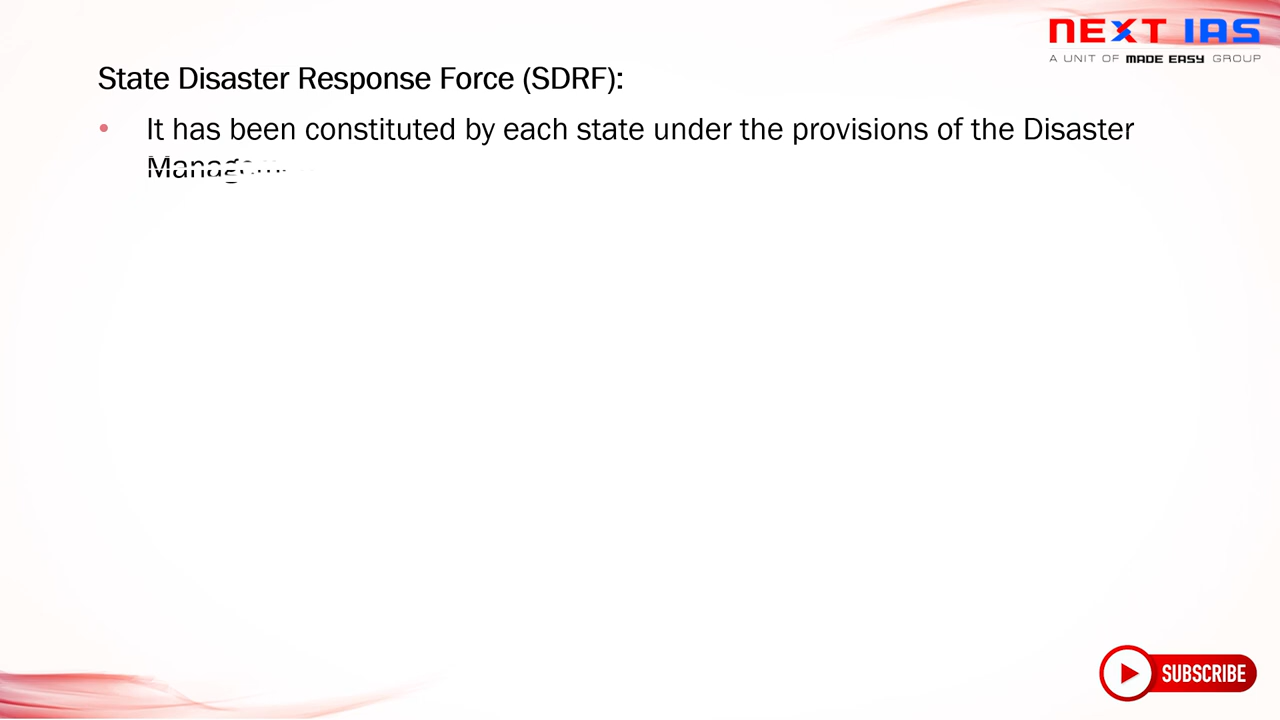 NEXT IAS
A UNIT OF MADE EASY GROUP
State Disaster Response Force (SDRF):
• It has been constituted by each state under the provisions of the Disaster
SUBSCRIBE